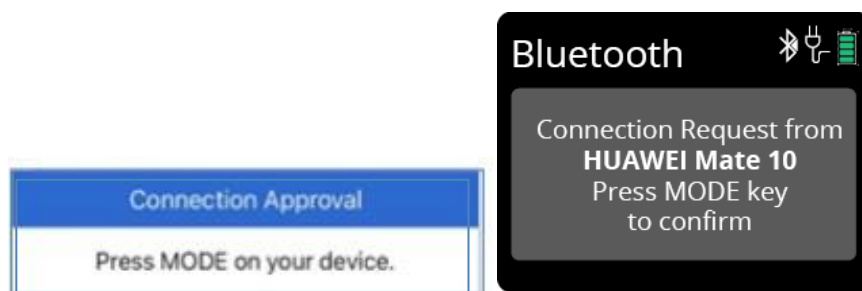 Connection Approval
Press MODE on your device.
Bluetooth
Connection Request from
HUAWEI Mate 10
Press MODE key
to confirm